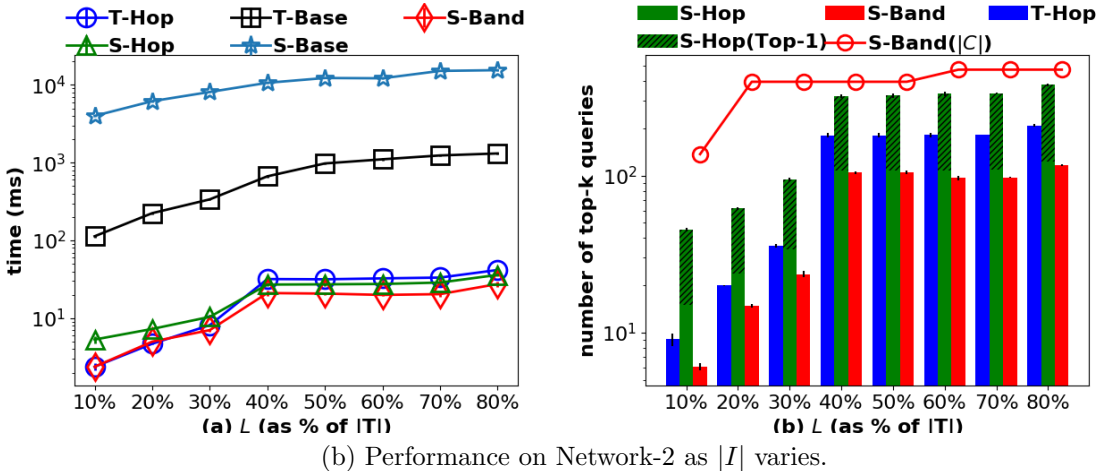 T-Hop T-Base S-Band
S-Hop S-Base
time (ms)
10^4
10^3
10^2
10^1
10% 20% 30% 40% 50% 60% 70% 80%
(a) L (as % of |T|)
S-Hop S-Band T-Hop
S-Hop(Top-1) S-Band(|C|)
number of top-k queries
10^2
10^1
10% 20% 30% 40% 50% 60% 70% 80%
(b) L (as % of |T|)
(b) Performance on Network-2 as |I| varies.